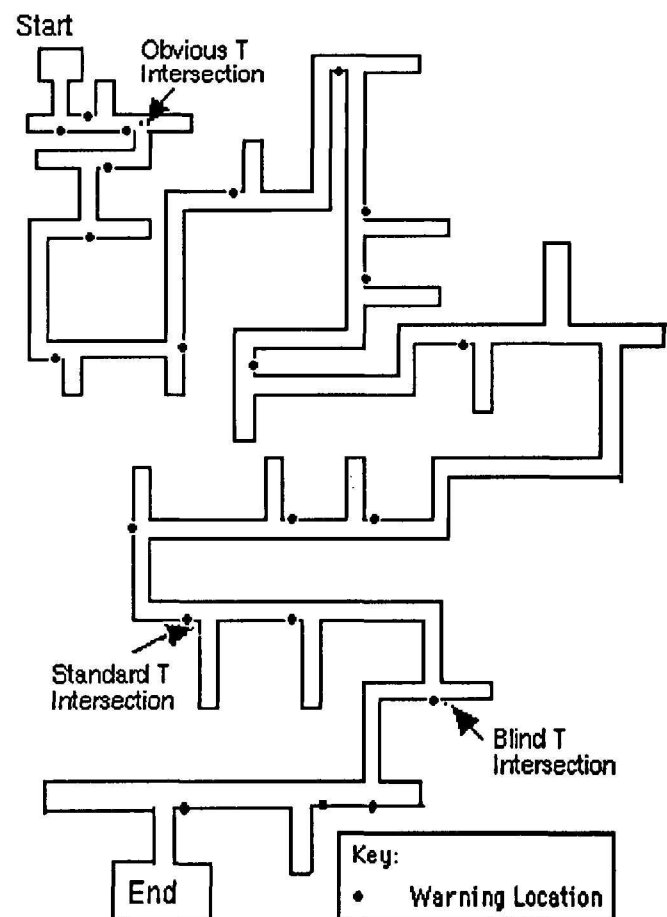 Start
Obvious T
Intersection
Standard T
Intersection
Blind T
Intersection
End
Key:
Warning Location